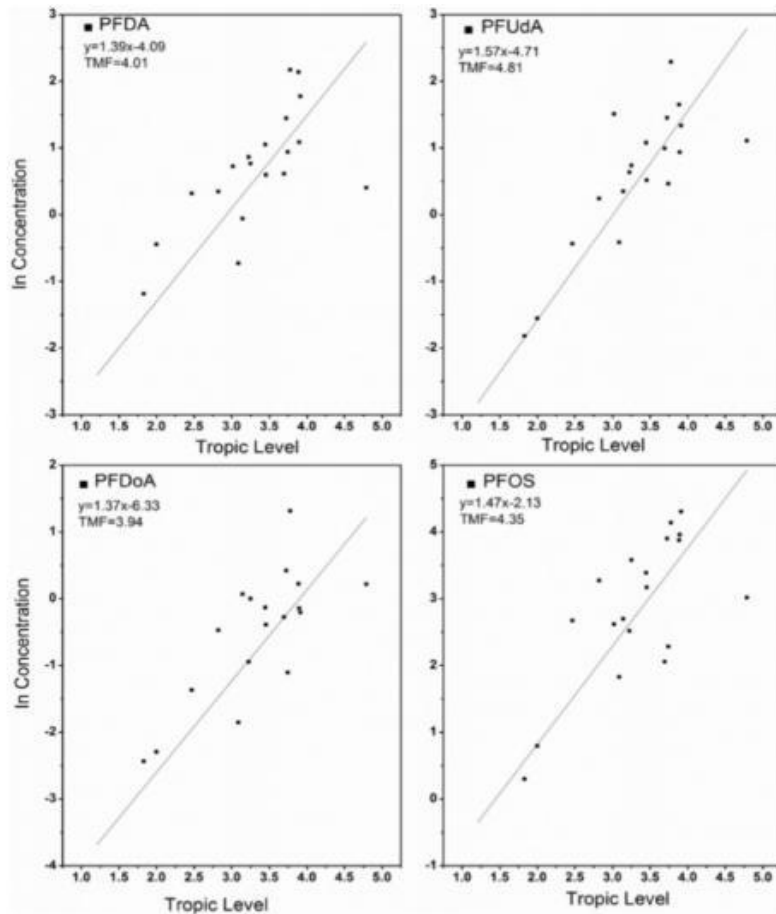 PFDA
y=1.39x-4.09
TMF=4.01
3
2
1
0
-1
-2
-3
ln Concentration
1.0 1.5 2.0 2.5 3.0 3.5 4.0 4.5 5.0
Tropic Level
PFUdA
y=1.57x-4.71
TMF=4.81
3
2
1
0
-1
-2
-3
1.0 1.5 2.0 2.5 3.0 3.5 4.0 4.5 5.0
Tropic Level
PFDoA
y=1.37x-6.33
TMF=3.94
2
1
0
-1
-2
-3
-4
ln Concentration
1.0 1.5 2.0 2.5 3.0 3.5 4.0 4.5 5.0
Tropic Level
PFOS
y=1.47x-2.13
TMF=4.35
5
4
3
2
1
0
-1
1.0 1.5 2.0 2.5 3.0 3.5 4.0 4.5 5.0
Tropic Level